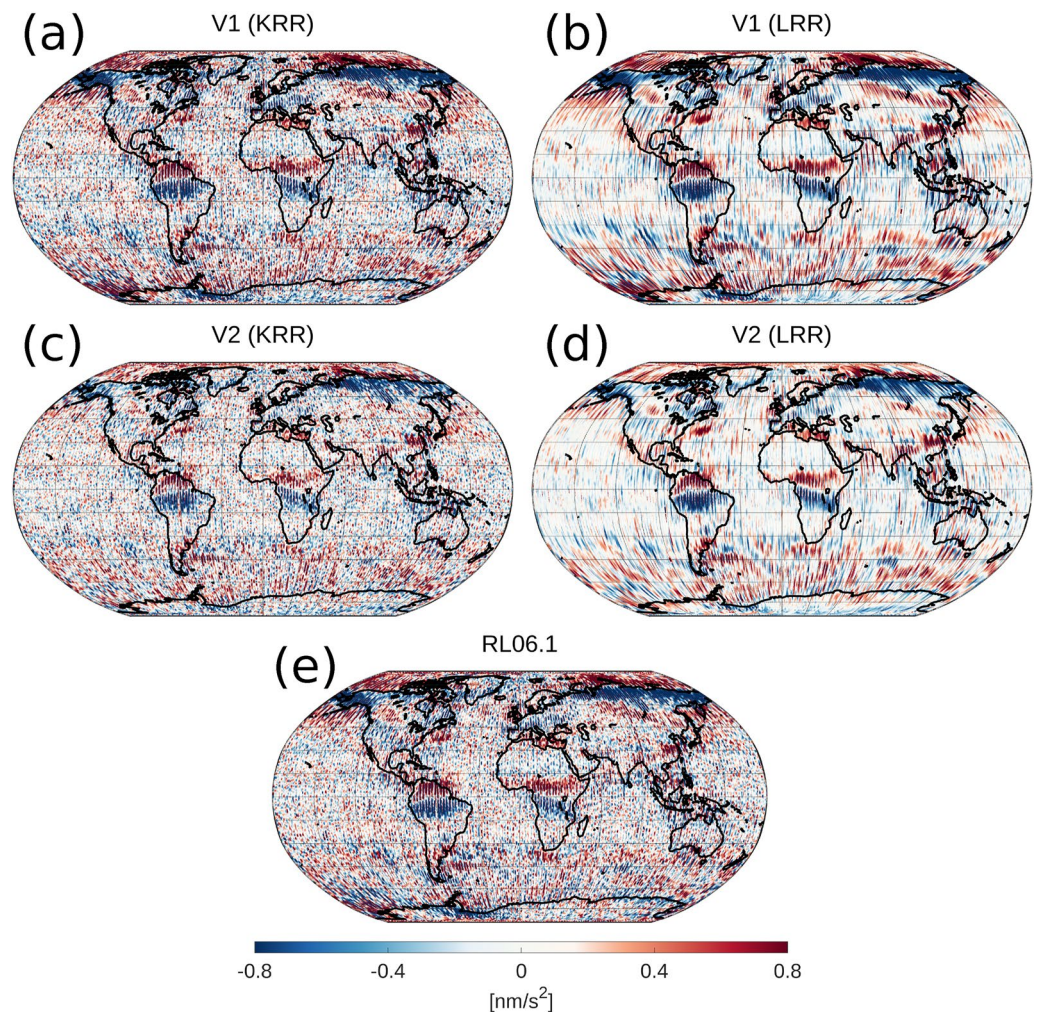 (a) V1 (KRR)
(b) V1 (LRR)
(c) V2 (KRR)
(d) V2 (LRR)
(e) RL06.1
-0.8 -0.4 0 0.4 0.8
[nm/s²]